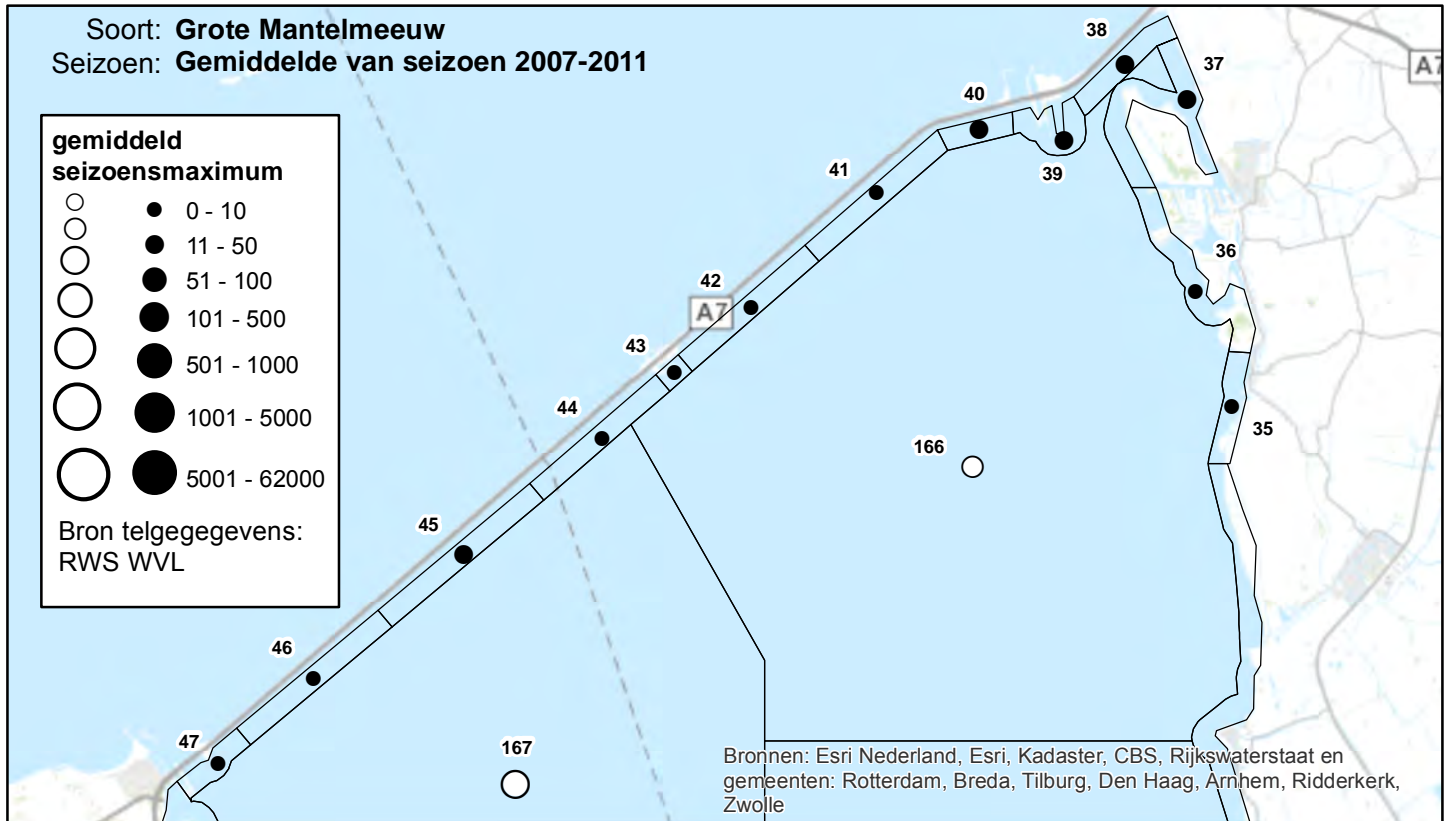 Soort: Grote Mantelmeeuw
Seizoen: Gemiddelde van seizoen 2007-2011
gemiddeld
seizoensmaximum
0 - 10
11 - 50
51 - 100
101 - 500
501 - 1000
1001 - 5000
5001 - 62000
Bron telgegegevens:
RWS WVL
38
37
A7
40
39
41
36
42
A7
43
44
35
166
45
46
47
167
Bronnen: Esri Nederland, Esri, Kadaster, CBS, Rijkswaterstaat en
gemeenten: Rotterdam, Breda, Tilburg, Den Haag, Arnhem, Ridderkerk,
Zwolle